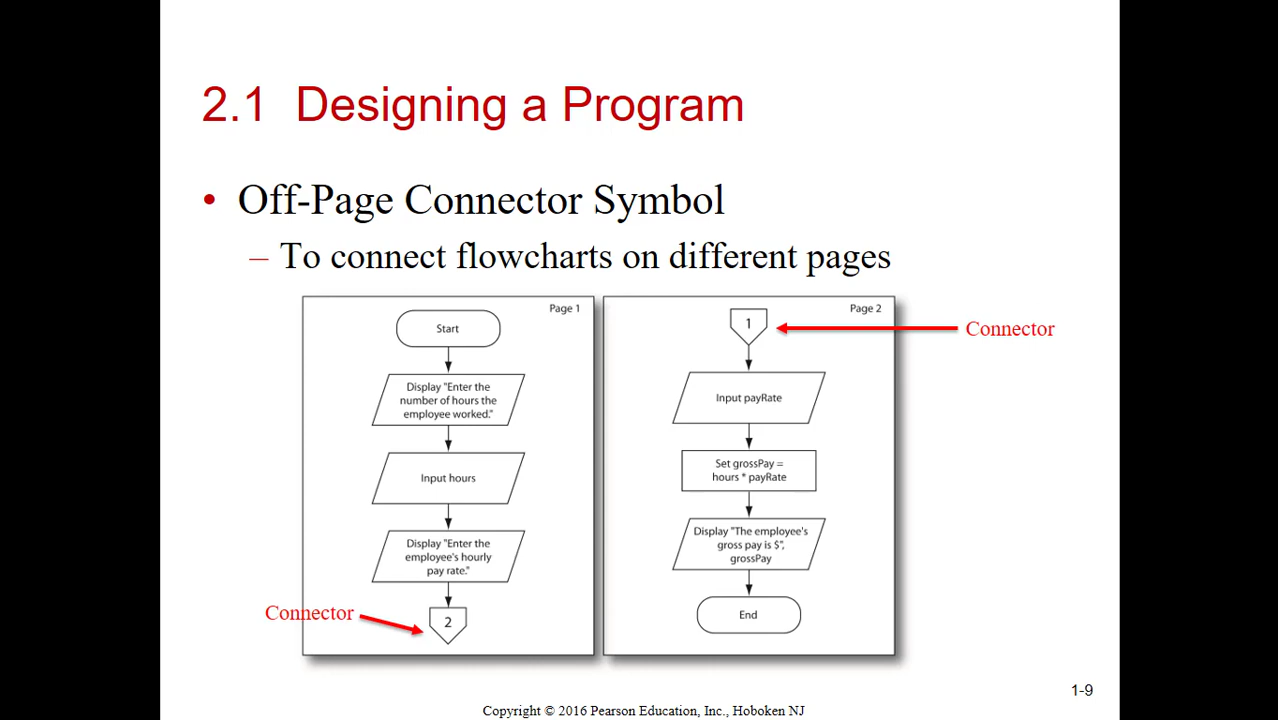 2.1 Designing a Program
• Off-Page Connector Symbol
– To connect flowcharts on different pages
Page 1
Start
Display "Enter the
number of hours the
employee worked."
Input hours
Display "Enter the
employee's hourly
pay rate."
Connector
2
Page 2
1
Connector
Input payRate
Set grossPay =
hours * payRate
Display "The employee's
gross pay is $",
grossPay
End
1-9
Copyright © 2016 Pearson Education, Inc., Hoboken NJ